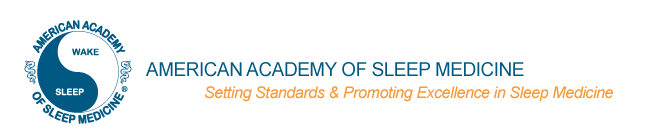 AMERICAN ACADEMY
WAKE
SLEEP
OF SLEEP MEDICINE®
AMERICAN ACADEMY OF SLEEP MEDICINE
Setting Standards & Promoting Excellence in Sleep Medicine